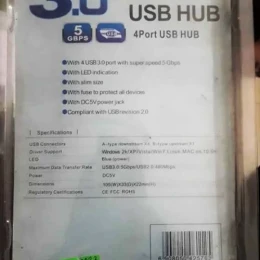 3.0
USB HUB
5 GBPS
4Port USB HUB
With 4 USB 3.0 port with super speed 5 Gbps
With LED indication
With slim size
With fuse to protect all devices
With DC5V power jack
Compliant with USB revision 2.0
Specifications
USB Connectors
Driver Support
LED Blue (power)
Maximum Data Transfer Rate
Power DC5V
Dimensions
Regulatory Certifications CE FCC ROHS